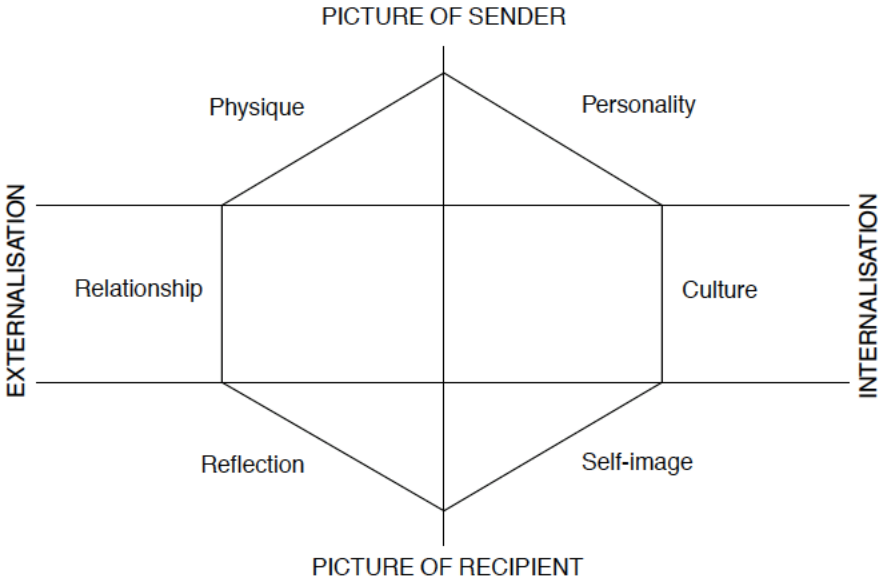 PICTURE OF SENDER
Physique
Personality
EXTERNALISATION
Relationship
Culture
INTERNALISATION
Reflection
Self-image
PICTURE OF RECIPIENT